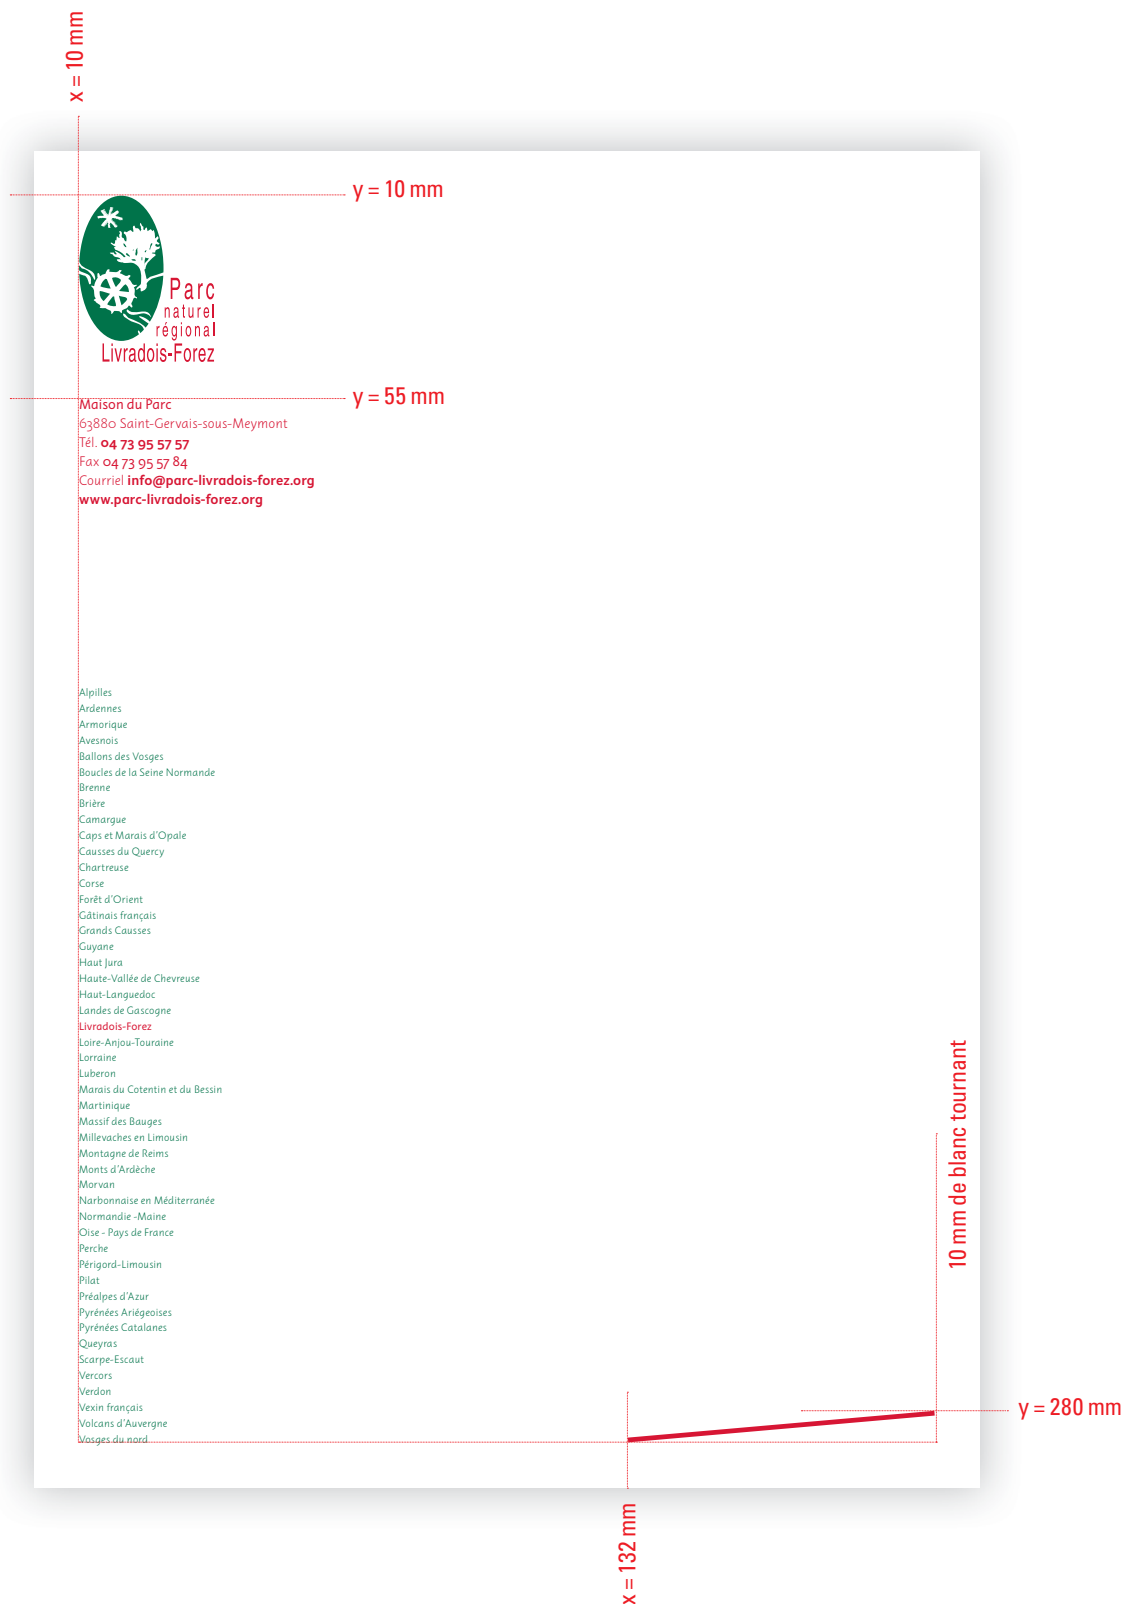 x = 10 mm
y = 10 mm
Parc
naturel
régional
Livradois-Forez
y = 55 mm
Maison du Parc
63880 Saint-Gervais-sous-Meymont
Tél. 04 73 95 57 57
Fax 04 73 95 57 84
Courriel info@parc-livradois-forez.org
www.parc-livradois-forez.org
Alpilles
Ardennes
Armorique
Avesnois
Ballons des Vosges
Boucles de la Seine Normande
Brenne
Brière
Camargue
Caps et Marais d'Opale
Causses du Quercy
Chartreuse
Corse
Forêt d'Orient
Gâtinais français
Grands Causses
Guyane
Haut Jura
Haute-Vallée de Chevreuse
Haut-Languedoc
Landes de Gascogne
Livradois-Forez
Loire-Anjou-Touraine
Lorraine
Luberon
Marais du Cotentin et du Bessin
Martinique
Massif des Bauges
Millevaches en Limousin
Montagne de Reims
Monts d'Ardèche
Morvan
Narbonnaise en Méditerranée
Normandie -Maine
Oise - Pays de France
Perche
Périgord-Limousin
Pilat
Préalpes d'Azur
Pyrénées Ariégeoises
Pyrénées Catalanes
Queyras
Scarpe-Escaut
Vercors
Verdon
Vexin français
Volcans d'Auvergne
Vosges du nord
10 mm de blanc tournant
y = 280 mm
x = 132 mm